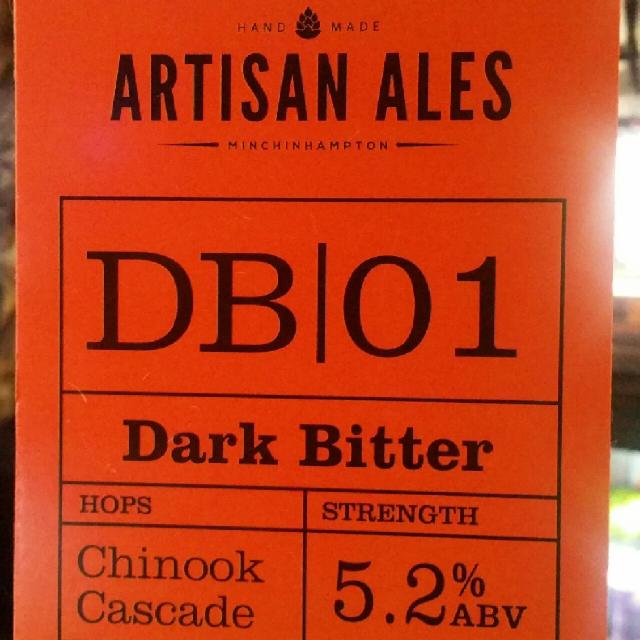 HAND MADE
ARTISAN ALES
MINCHINHAMPTON
DB|01
Dark Bitter
HOPS
STRENGTH
Chinook
Cascade
5.2% ABV